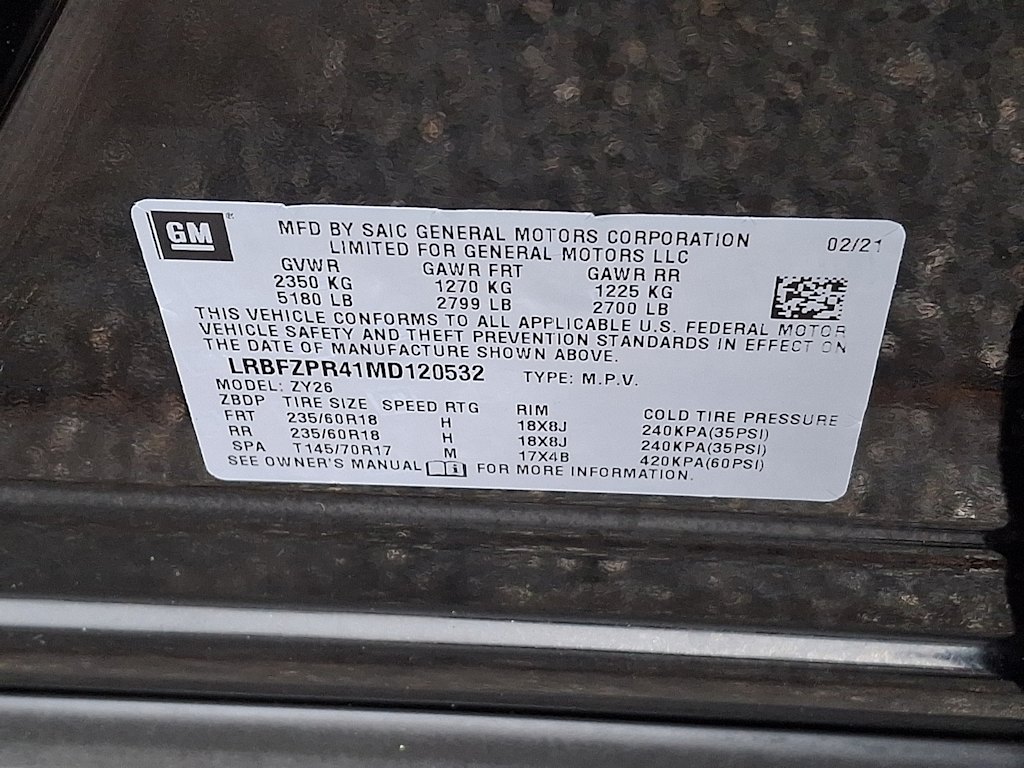 GM®
MFD BY SAIC GENERAL MOTORS CORPORATION
LIMITED FOR GENERAL MOTORS LLC
02/21
GVWR GAWR FRT GAWR RR
2350 KG 1270 KG 1225 KG
5180 LB 2799 LB 2700 LB
THIS VEHICLE CONFORMS TO ALL APPLICABLE U.S. FEDERAL MOTOR
VEHICLE SAFETY AND THEFT PREVENTION STANDARDS IN EFFECT ON
THE DATE OF MANUFACTURE SHOWN ABOVE.
LRBFZPR41MD120532 TYPE: M.P.V.
MODEL: ZY26
ZBDP TIRE SIZE SPEED RTG RIM COLD TIRE PRESSURE
FRT 235/60R18 H 18X8J 240KPA(35PSI)
RR 235/60R18 H 18X8J 240KPA(35PSI)
SPA T145/70R17 M 17X4B 420KPA(60PSI)
SEE OWNER'S MANUAL FOR MORE INFORMATION.